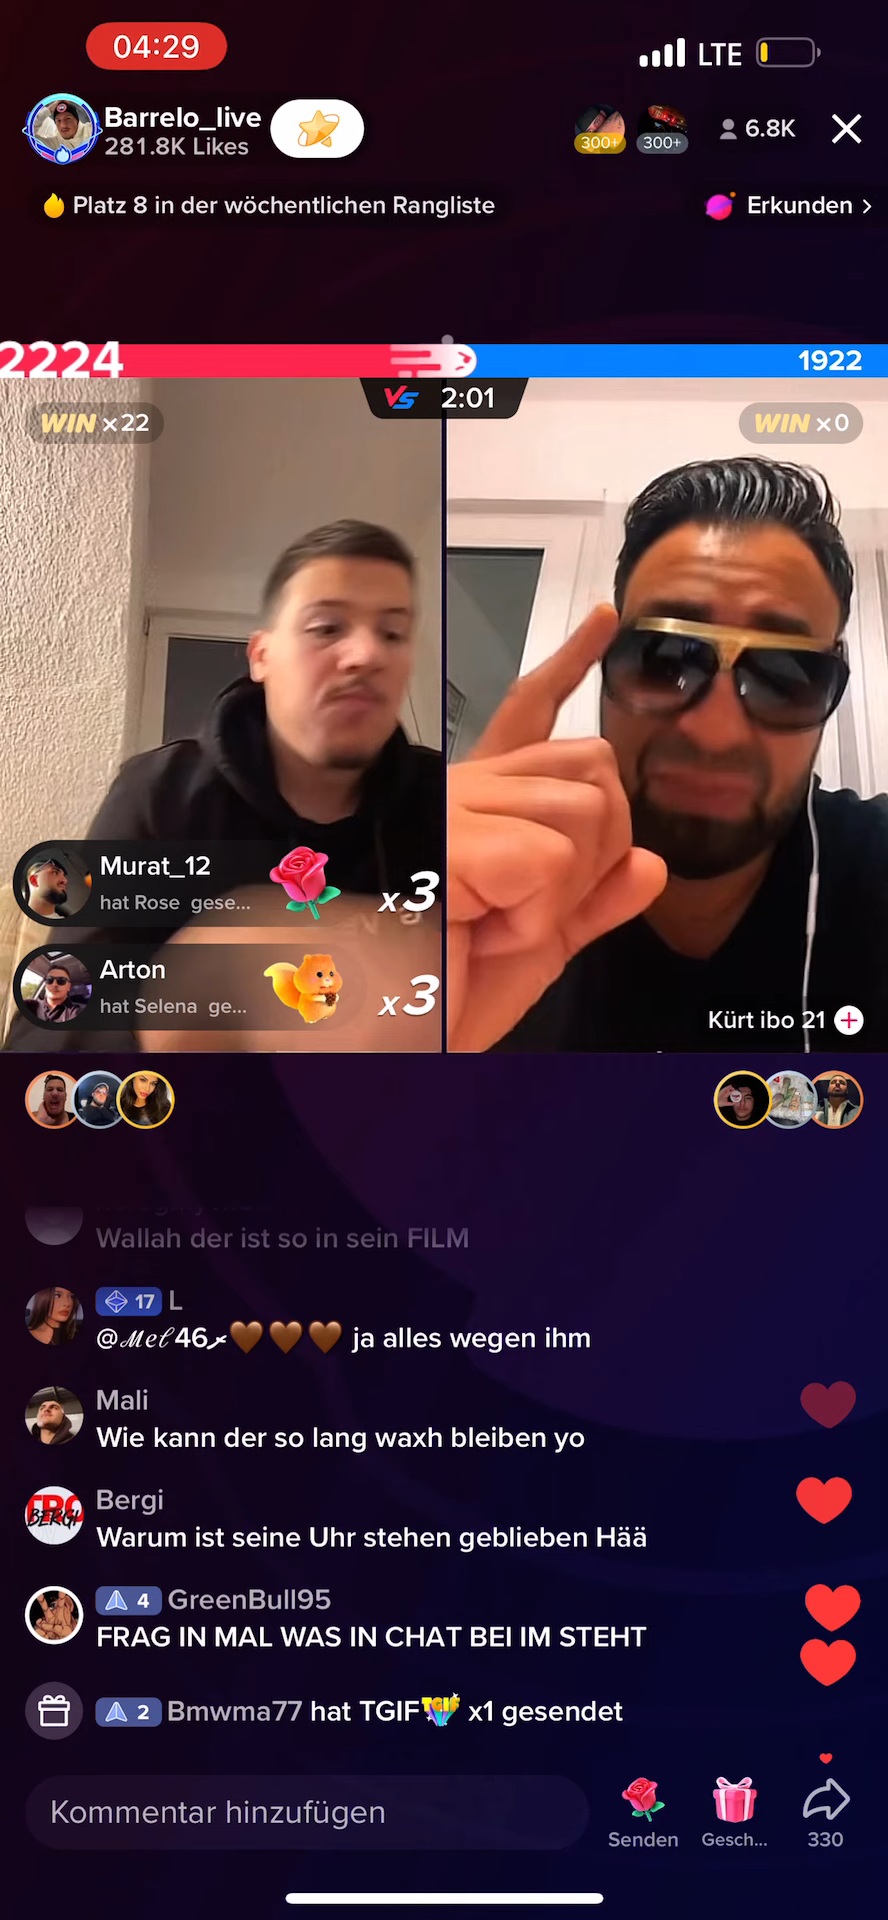 04:29
LTE
Barrelo_live
281.8K Likes
300+
300+
6.8K
Platz 8 in der wöchentlichen Rangliste
Erkunden >
2224
1922
VS 2:01
WIN x22
WIN x0
Murat_12
hat Rose gese...
x3
Arton
hat Selena ge...
x3
Kürt ibo 21
Wallah der ist so in sein FILM
17 L
@𝓜𝓮𝓵46🤎🤎🤎 ja alles wegen ihm
Mali
Wie kann der so lang waxh bleiben yo
Bergi
Warum ist seine Uhr stehen geblieben Hää
BERGI
4 GreenBull95
FRAG IN MAL WAS IN CHAT BEI IM STEHT
2 Bmwma77 hat TGIF TGIF x1 gesendet
Kommentar hinzufügen
Senden
Gesch...
330